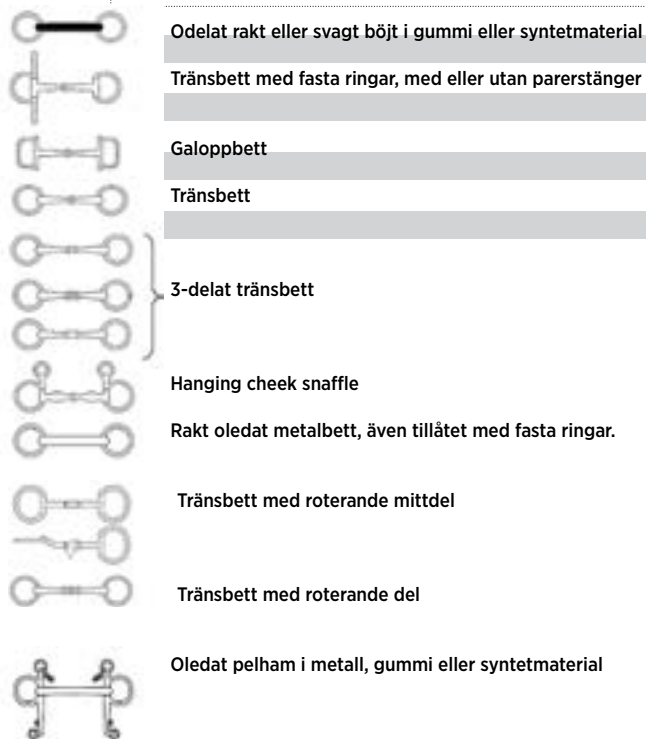 Odelat rakt eller svagt böjt i gummi eller syntetmaterial
Tränsbett med fasta ringar, med eller utan parerstänger
Galoppbett
Tränsbett
3-delat tränsbett
Hanging cheek snaffle
Rakt oledat metalbett, även tillåtet med fasta ringar.
Tränsbett med roterande mittdel
Tränsbett med roterande del
Oledat pelham i metall, gummi eller syntetmaterial